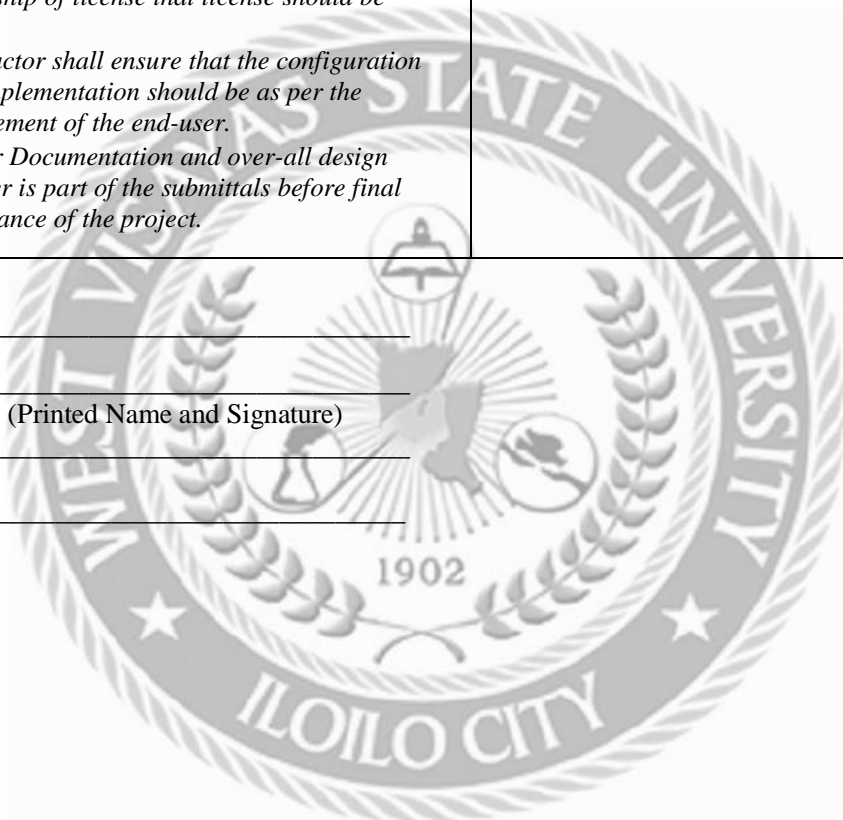 ship of license that license should be
actor shall ensure that the configuration
plementation should be as per the
ement of the end-user.
r Documentation and over-all design
er is part of the submittals before final
ance of the project.
(Printed Name and Signature)
WEST VISAYAS STATE UNIVERSITY
1902
ILOILO CITY